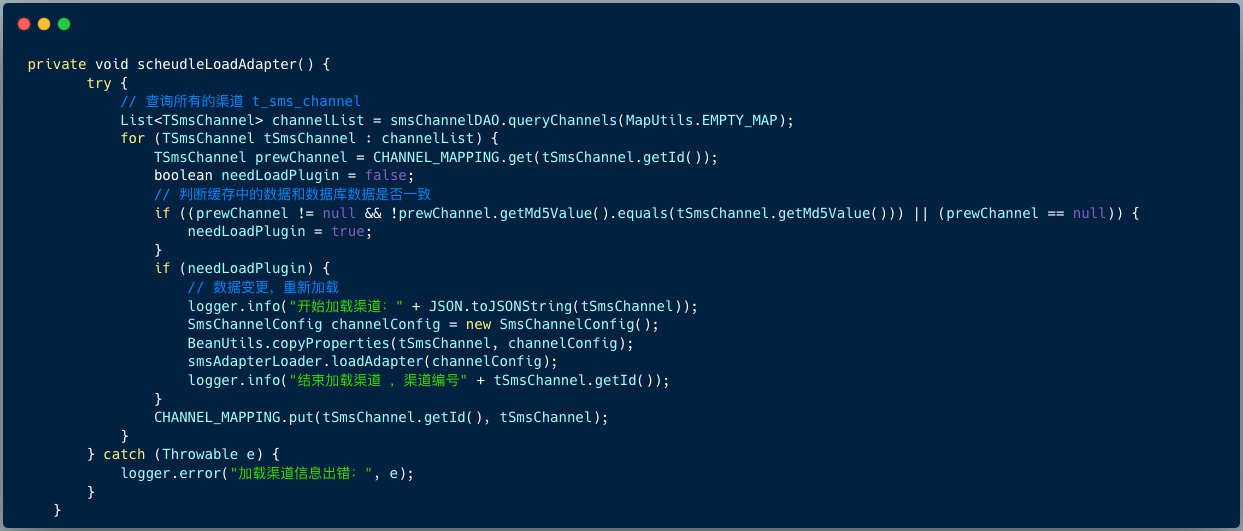 private void scheudleLoadAdapter() {
try {
// 查询所有的渠道 t_sms_channel
List<TSmsChannel> channelList = smsChannelDAO.queryChannels(MapUtils.EMPTY_MAP);
for (TSmsChannel tSmsChannel : channelList) {
TSmsChannel prewChannel = CHANNEL_MAPPING.get(tSmsChannel.getId());
boolean needLoadPlugin = false;
// 判断缓存中的数据和数据库数据是否一致
if ((prewChannel != null && !prewChannel.getMd5Value().equals(tSmsChannel.getMd5Value())) || (prewChannel == null)) {
needLoadPlugin = true;
}
if (needLoadPlugin) {
// 数据变更，重新加载
logger.info("开始加载渠道：" + JSON.toJSONString(tSmsChannel));
SmsChannelConfig channelConfig = new SmsChannelConfig();
BeanUtils.copyProperties(tSmsChannel, channelConfig);
smsAdapterLoader.loadAdapter(channelConfig);
logger.info("结束加载渠道 ，渠道编号" + tSmsChannel.getId());
}
CHANNEL_MAPPING.put(tSmsChannel.getId(), tSmsChannel);
}
} catch (Throwable e) {
logger.error("加载渠道信息出错：", e);
}
}